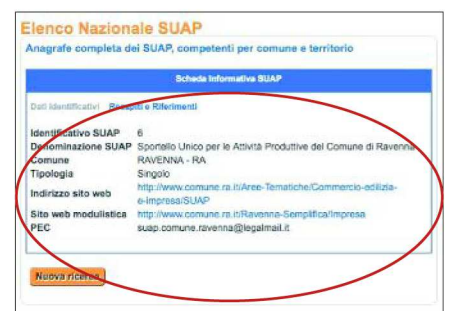 Elenco Nazionale SUAP
Anagrafe completa dei SUAP, competenti per comune e territorio
Scheda Informativa SUAP
Dati Identificativi Recapiti e Riferimenti
Identificativo SUAP 6
Denominazione SUAP Sportello Unico per le Attività Produttive del Comune di Ravenna
Comune RAVENNA - RA
Tipologia Singolo
Indirizzo sito web http://www.comune.ra.it/Aree-Tematiche/Commercio-edilizia-
e-impresa/SUAP
Sito web modulistica http://www.comune.ra.it/Ravenna-Semplifica/Impresa
PEC suap.comune.ravenna@legalmail.it
Nuova ricerca